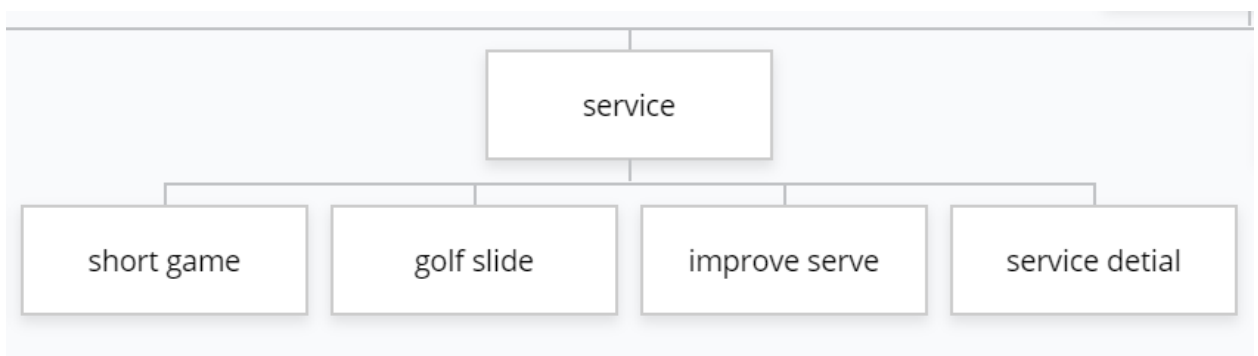 service
short game
golf slide
improve serve
service detial